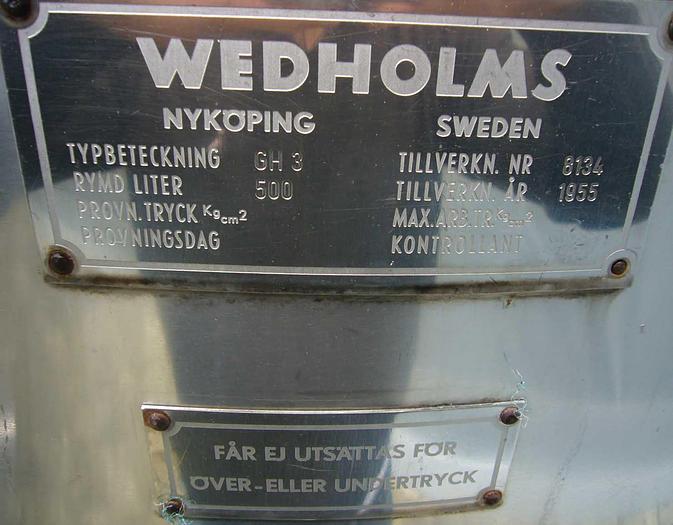 WEDHOLMS
NYKÖPING SWEDEN
TYPBETECKNING GH 3 TILLVERKN. NR 8134
RYMD LITER 500 TILLVERKN. ÅR 1955
PROVN.TRYCK Kg cm2 MAX.ARB.TR. Kg cm2
PROVNINGSDAG KONTROLLANT
FÅR EJ UTSÄTTAS FÖR
ÖVER-ELLER UNDERTRYCK